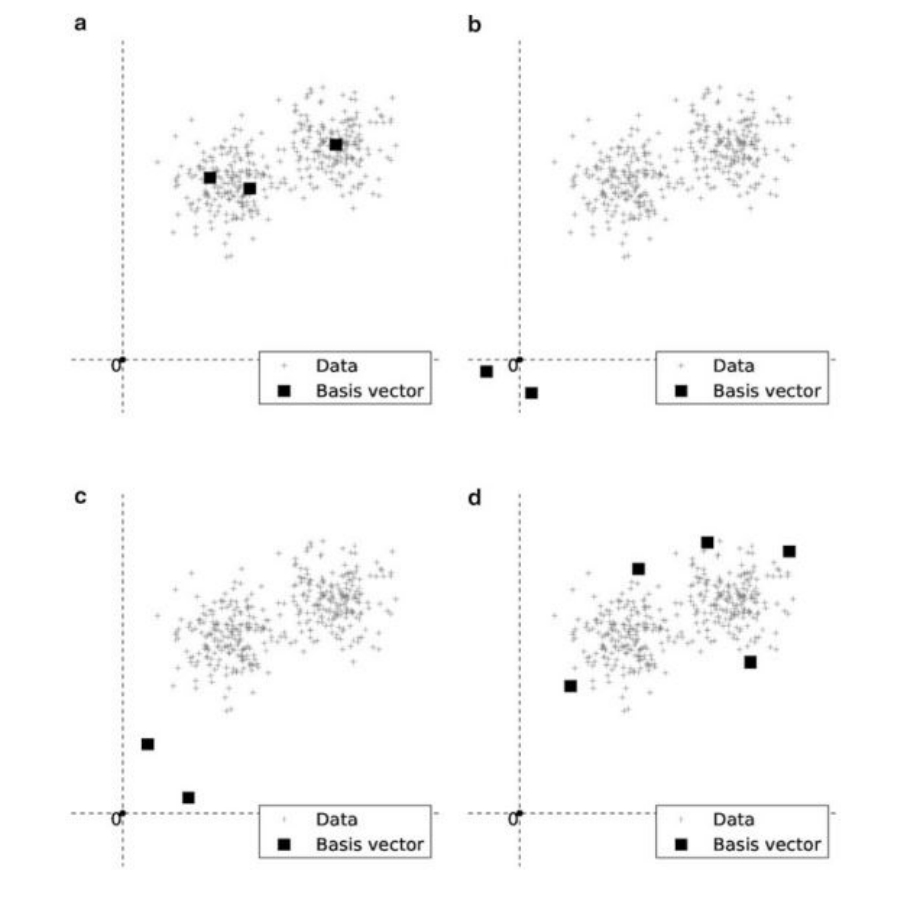 a
b
0
Data
Basis vector
0
Data
Basis vector
c
d
0
Data
Basis vector
0
Data
Basis vector